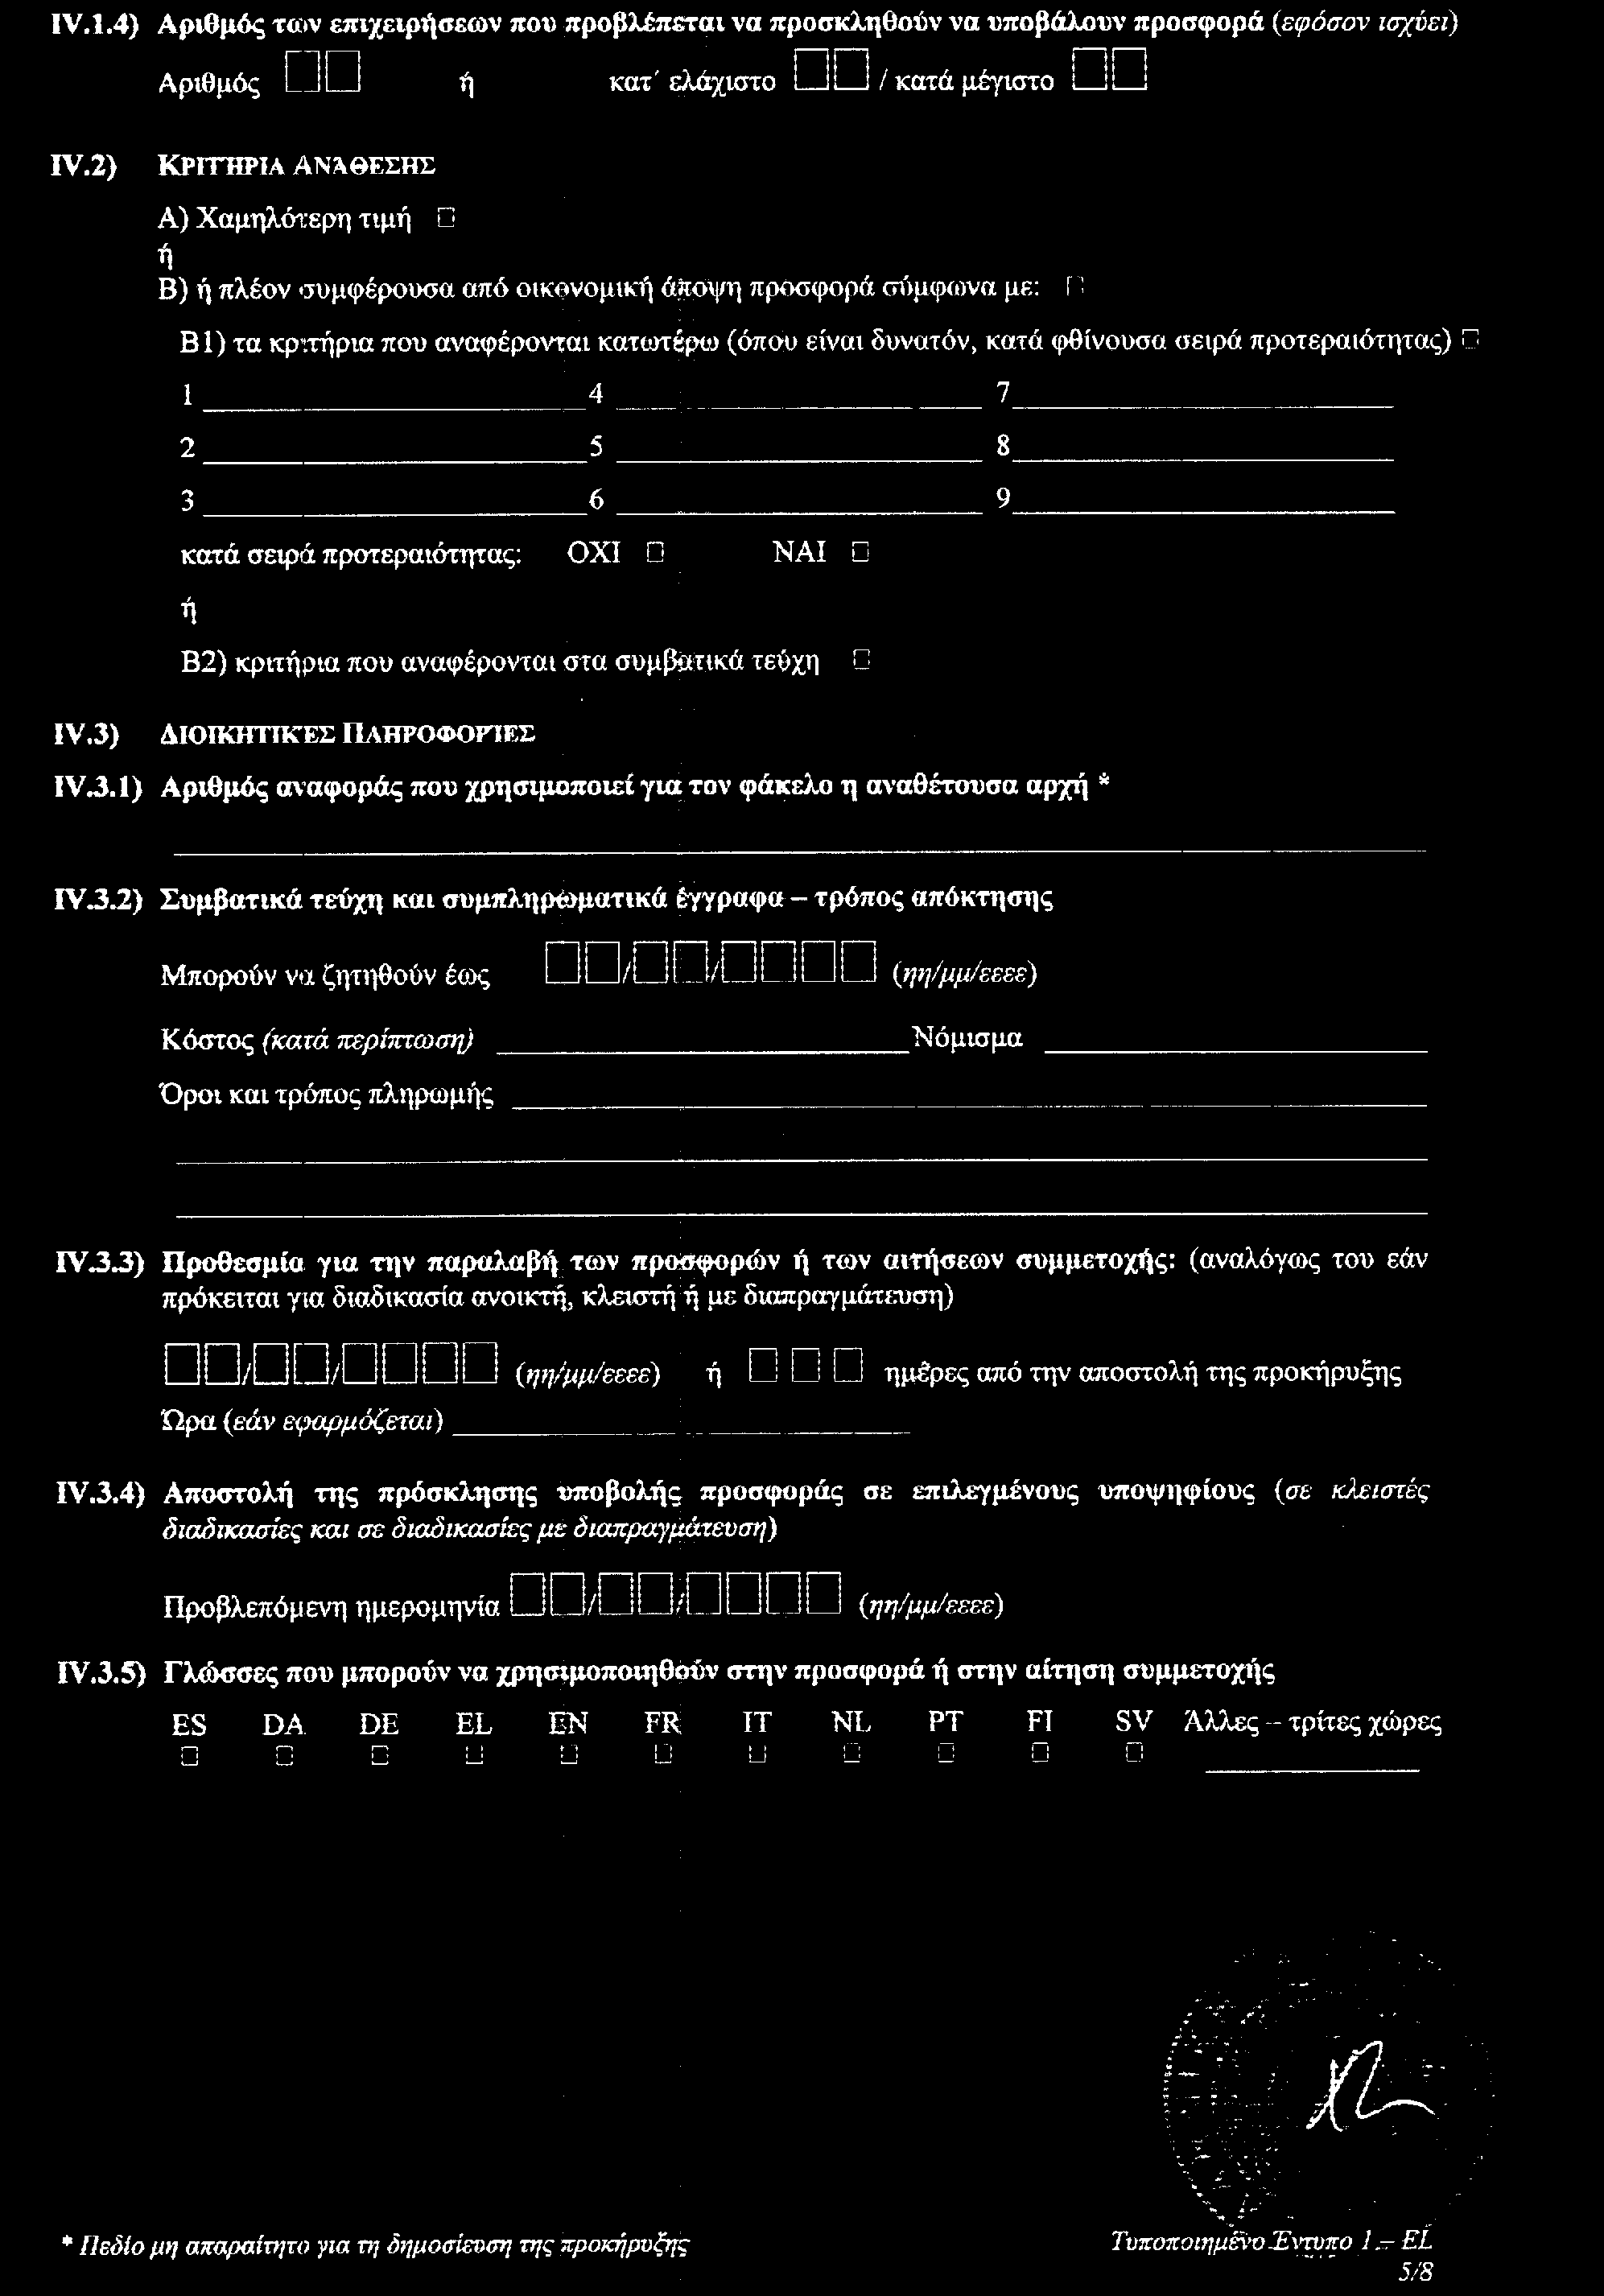 IV.1.4) Αριθμός των επιχειρήσεων που προβλέπεται να προσκληθούν να υποβάλουν προσφορά (εφόσον ισχύει)
Αριθμός □□ ή κατ' ελάχιστο □□ / κατά μέγιστο □□
IV.2) ΚΡΙΤΉΡΙΑ ΑΝΆΘΕΣΗΣ
Α) Χαμηλότερη τιμή □
ή
Β) ή πλέον συμφέρουσα από οικονομική άποψη προσφορά σύμφωνα με: □
Β1) τα κριτήρια που αναφέρονται κατωτέρω (όπου είναι δυνατόν, κατά φθίνουσα σειρά προτεραιότητας) □
1 4 7
2 5 8
3 6 9
κατά σειρά προτεραιότητας: ΟΧΙ □ ΝΑΙ □
ή
Β2) κριτήρια που αναφέρονται στα συμβατικά τεύχη □
IV.3) ΔΙΟΙΚΗΤΙΚΈΣ ΠΛΗΡΟΦΟΡΊΕΣ
IV.3.1) Αριθμός αναφοράς που χρησιμοποιεί για τον φάκελο η αναθέτουσα αρχή *
IV.3.2) Συμβατικά τεύχη και συμπληρωματικά έγγραφα – τρόπος απόκτησης
Μπορούν να ζητηθούν έως □□/□□/□□□□ (ηη/μμ/εεεε)
Κόστος (κατά περίπτωση) Νόμισμα
Όροι και τρόπος πληρωμής
IV.3.3) Προθεσμία για την παραλαβή των προσφορών ή των αιτήσεων συμμετοχής: (αναλόγως του εάν
πρόκειται για διαδικασία ανοικτή, κλειστή ή με διαπραγμάτευση)
□□/□□/□□□□ (ηη/μμ/εεεε) ή □ □ □ ημέρες από την αποστολή της προκήρυξης
Ώρα (εάν εφαρμόζεται)
IV.3.4) Αποστολή της πρόσκλησης υποβολής προσφοράς σε επιλεγμένους υποψηφίους (σε κλειστές
διαδικασίες και σε διαδικασίες με διαπραγμάτευση)
Προβλεπόμενη ημερομηνία □□/□□/□□□□ (ηη/μμ/εεεε)
IV.3.5) Γλώσσες που μπορούν να χρησιμοποιηθούν στην προσφορά ή στην αίτηση συμμετοχής
ES DA DE EL EN FR IT NL PT FI SV Άλλες – τρίτες χώρες
□ □ □ □ □ □ □ □ □ □ □
* Πεδίο μη απαραίτητο για τη δημοσίευση της προκήρυξης
Τυποποιημένο Έντυπο 1 – EL
5/8